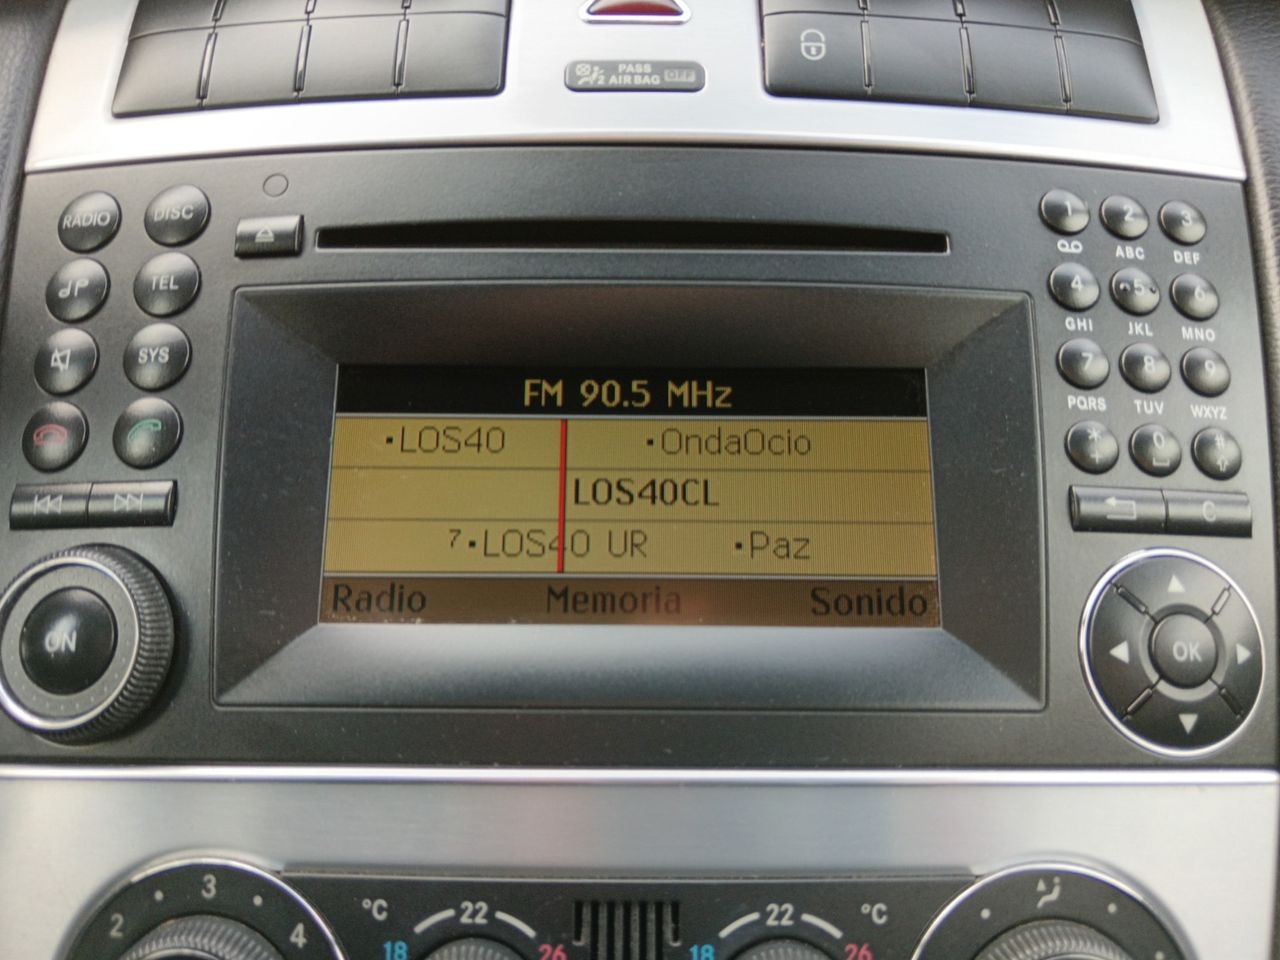 PASS
2 AIRBAG OFF
RADIO DISC
TEL
SYS
ON
1 2 3
ABC DEF
4 5 6
GHI JKL MNO
7 8 9
PQRS TUV WXYZ
* 0 #
+
C
OK
FM 90.5 MHz
·LOS40 ·OndaOcio
LOS40CL
7·LOS40 UR ·Paz
Radio Memoria Sonido
2 3 4
°C 22 22 °C
18 26 18 26